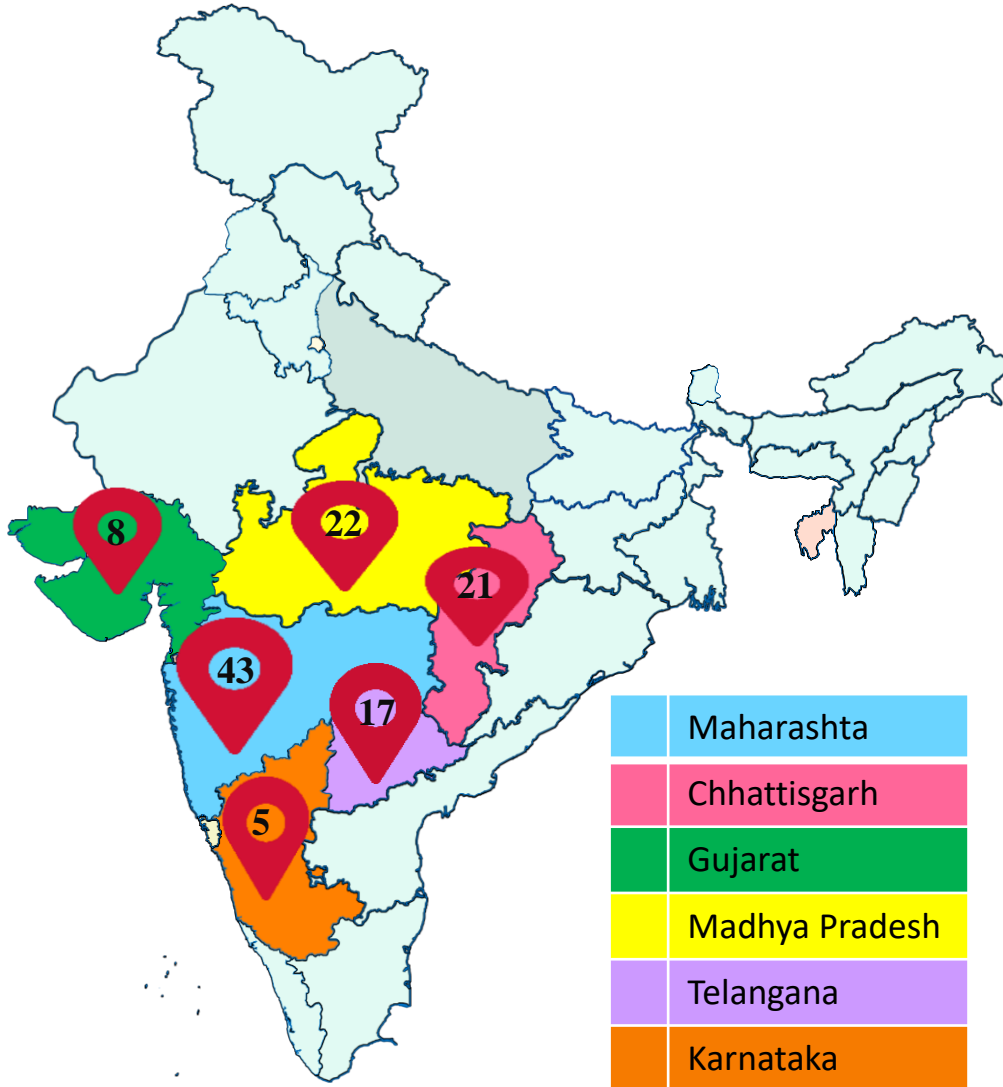 8
22
21
43
17
5
Maharashta
Chhattisgarh
Gujarat
Madhya Pradesh
Telangana
Karnataka